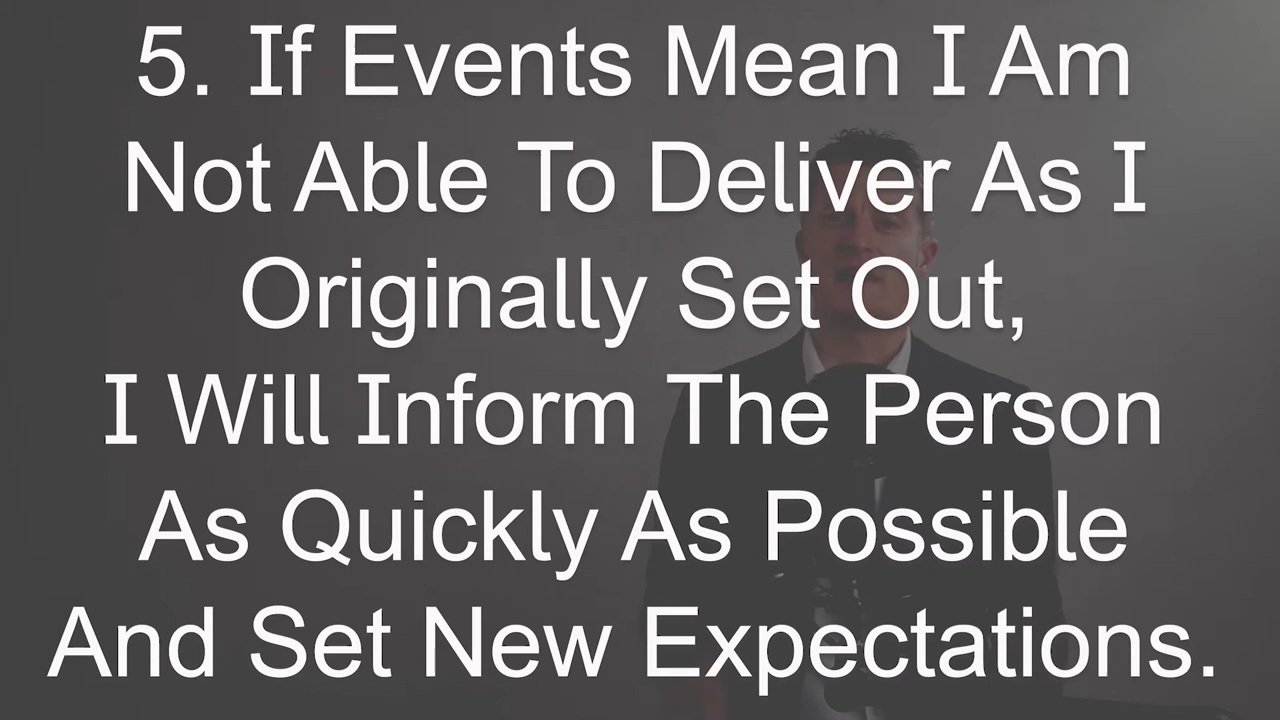 5. If Events Mean I Am
Not Able To Deliver As I
Originally Set Out,
I Will Inform The Person
As Quickly As Possible
And Set New Expectations.